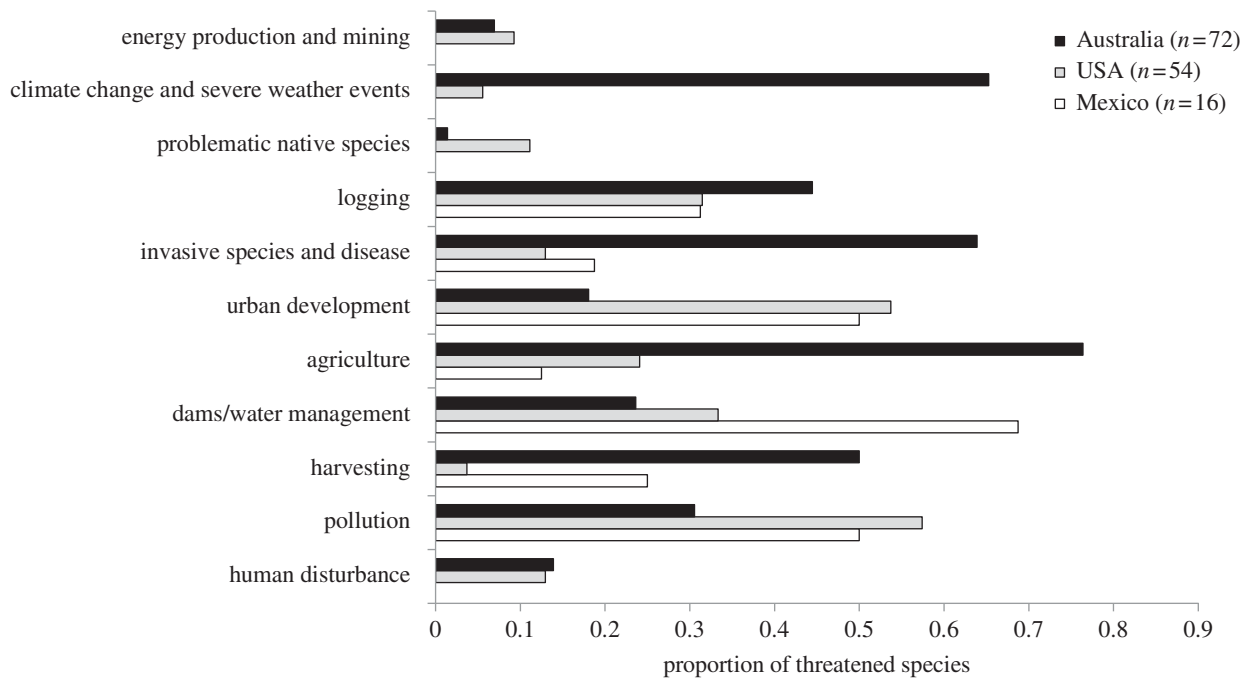 energy production and mining
climate change and severe weather events
problematic native species
logging
invasive species and disease
urban development
agriculture
dams/water management
harvesting
pollution
human disturbance
Australia (n=72)
USA (n=54)
Mexico (n=16)
0 0.1 0.2 0.3 0.4 0.5 0.6 0.7 0.8 0.9
proportion of threatened species